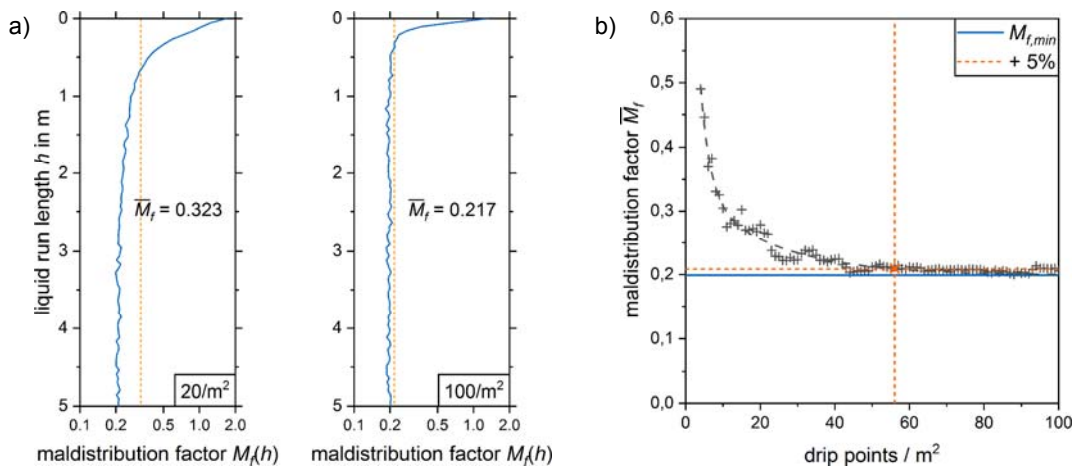 a)
liquid run length h in m
0
1
2
3
4
5
M̅f = 0.323
20/m²
0.1 0.2 0.5 1.0 2.0
maldistribution factor Mf(h)
0
1
2
3
4
5
M̅f = 0.217
100/m²
0.1 0.2 0.5 1.0 2.0
maldistribution factor Mf(h)
b)
maldistribution factor M̅f
0,6
0,5
0,4
0,3
0,2
0,1
0,0
Mf,min
+ 5%
0 20 40 60 80 100
drip points / m²